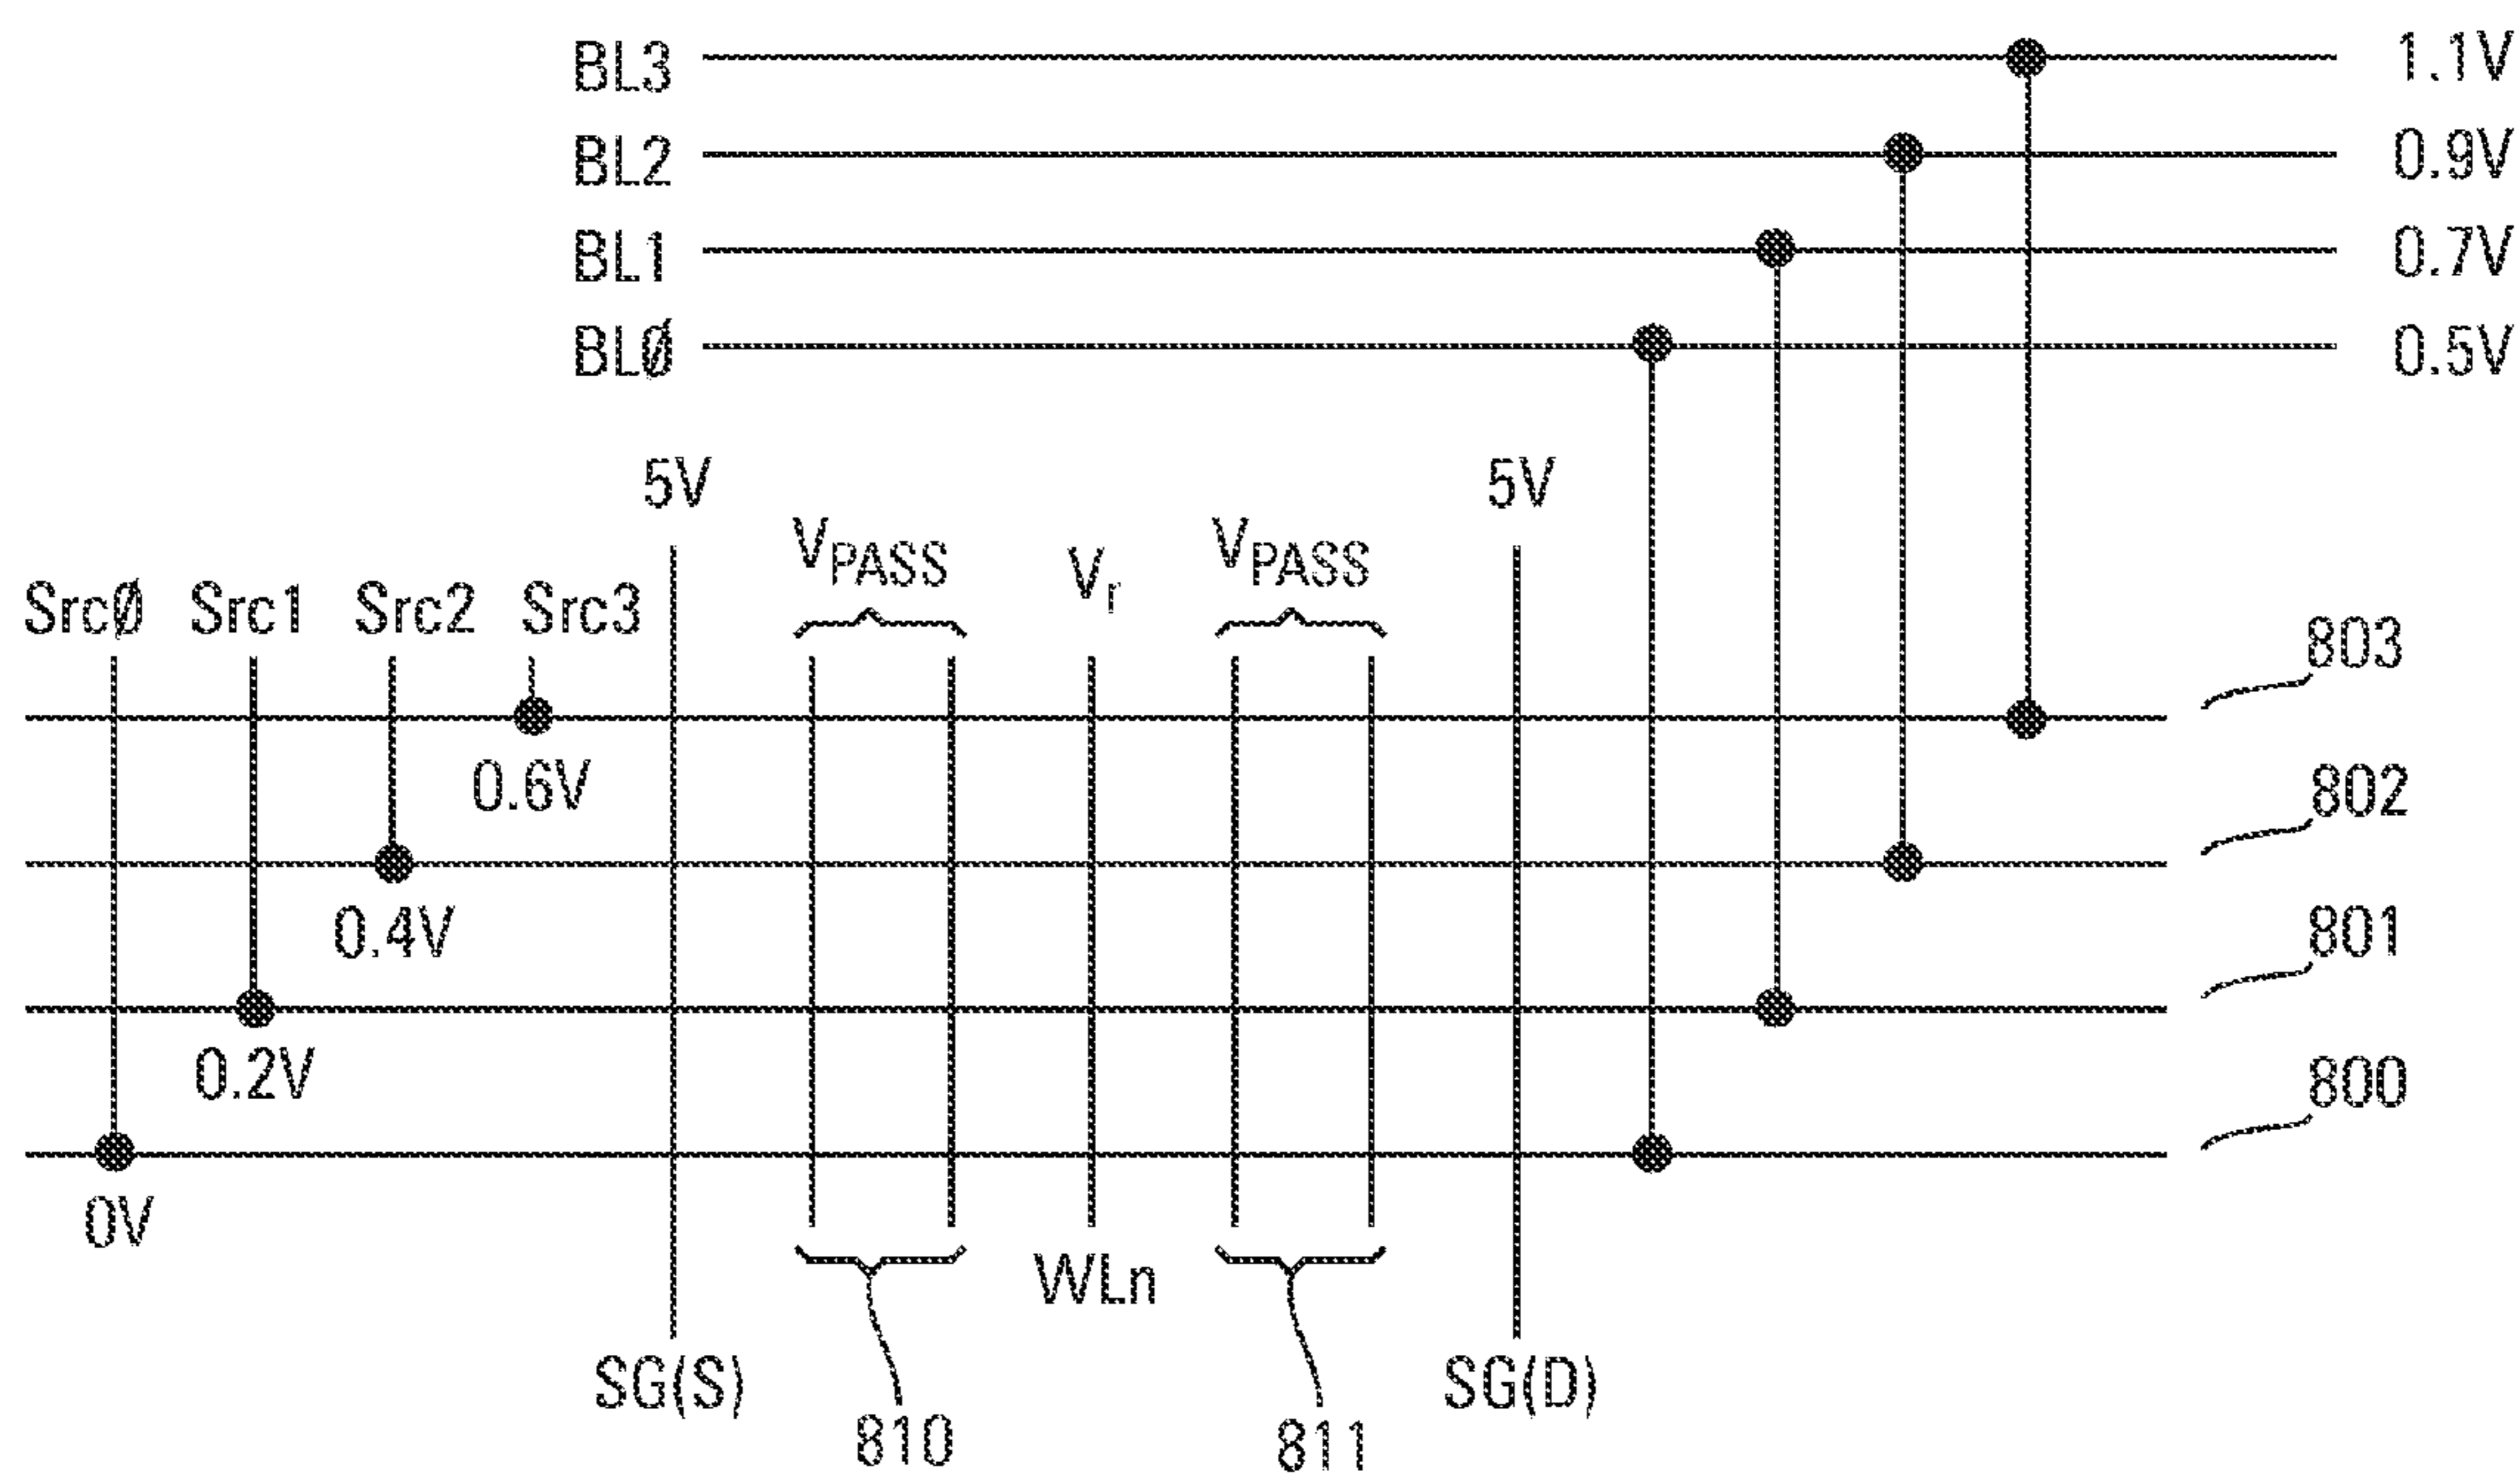 BL3 1.1V
BL2 0.9V
BL1 0.7V
BLØ 0.5V
5V 5V
VPASS Vr VPASS
SrcØ Src1 Src2 Src3
803
0.6V
802
0.4V
801
0.2V
800
0V
WLn
SG(S) SG(D)
810 811